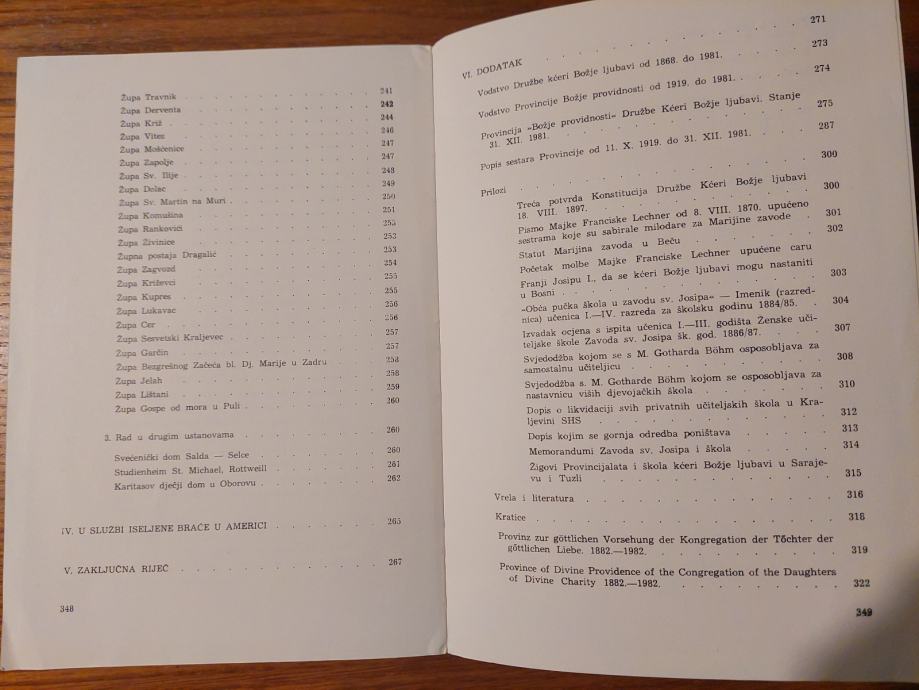 Župa Travnik . . . . . . . . . . . . 241
Župa Derventa . . . . . . . . . . . . 242
Župa Križ . . . . . . . . . . . . 244
Župa Vitez . . . . . . . . . . . . 246
Župa Mošćenice . . . . . . . . . . . . 247
Župa Zapolje . . . . . . . . . . . . 247
Župa Sv. Ilije . . . . . . . . . . . . 248
Župa Dolac . . . . . . . . . . . . 249
Župa Sv. Martin na Muri . . . . . . . . . . . . 250
Župa Komušina . . . . . . . . . . . . 251
Župa Rankovići . . . . . . . . . . . . 253
Župa Živinice . . . . . . . . . . . . 253
Župna postaja Dragalić . . . . . . . . . . . . 253
Župa Zagvozd . . . . . . . . . . . . 254
Župa Križevci . . . . . . . . . . . . 255
Župa Kupres . . . . . . . . . . . . 255
Župa Lukavac . . . . . . . . . . . . 256
Župa Cer . . . . . . . . . . . . 256
Župa Sesvetski Kraljevec . . . . . . . . . . . . 257
Župa Garčin . . . . . . . . . . . . 257
Župa Bezgrešnog Začeća bl. Dj. Marije u Zadru . . . . . 258
Župa Jelah . . . . . . . . . . . . 258
Župa Lištani . . . . . . . . . . . . 259
Župa Gospe od mora u Puli . . . . . . . . . . 260
3. Rad u drugim ustanovama . . . . . . . . . . 260
Svećenički dom Salda — Selce . . . . . . . . . . 260
Studienheim St. Michael, Rottweill . . . . . . . . . 261
Karitasov dječji dom u Oborovu . . . . . . . . . . 262
IV. U SLUŽBI ISELJENE BRAĆE U AMERICI . . . . . . . 265
V. ZAKLJUČNA RIJEČ . . . . . . . . . . . . 267
348
VI. DODATAK . . . . . . . . . . . . 271
Vodstvo Družbe kćeri Božje ljubavi od 1868. do 1981. . . . . . 273
Vodstvo Provincije Božje providnosti od 1919. do 1981. . . . . . 274
Provincija »Božje providnosti« Družbe Kćeri Božje ljubavi. Stanje
31. XII. 1981. . . . . . . . . . . . . 275
Popis sestara Provincije od 11. X. 1919. do 31. XII. 1981. . . . . 287
Prilozi . . . . . . . . . . . . 300
Treća potvrda Konstitucija Družbe Kćeri Božje ljubavi
18. VIII. 1897. . . . . . . . . . . . . 300
Pismo Majke Franciske Lechner od 8. VIII. 1870. upućeno
sestrama koje su sabirale milodare za Marijine zavode . 301
Statut Marijina zavoda u Beču . . . . . . . . 302
Početak molbe Majke Franciske Lechner upućene caru
Franji Josipu I., da se kćeri Božje ljubavi mogu nastaniti
u Bosni . . . . . . . . . . . . 303
»Obća pučka škola u zavodu sv. Josipa« — Imenik (razred-
nica) učenica I.—IV. razreda za školsku godinu 1884/85. . 304
Izvadak ocjena s ispita učenica I.—III. godišta Ženske uči-
teljske škole Zavoda sv. Josipa šk. god. 1886/87. . . . . 307
Svjedodžba kojom se s M. Gotharda Böhm osposobljava za
samostalnu učiteljicu . . . . . . . . . . 308
Svjedodžba s. M. Gotharde Böhm kojom se osposobljava za
nastavnicu viših djevojačkih škola . . . . . . . . 310
Dopis o likvidaciji svih privatnih učiteljskih škola u Kra-
ljevini SHS . . . . . . . . . . . . 312
Dopis kojim se gornja odredba poništava . . . . . . 313
Memorandumi Zavoda sv. Josipa i škola . . . . . . 314
Žigovi Provincijalata i škola kćeri Božje ljubavi u Saraje-
vu i Tuzli . . . . . . . . . . . . 315
Vrela i literatura . . . . . . . . . . . . 316
Kratice . . . . . . . . . . . . 318
Provinz zur göttlichen Vorsehung der Kongregation der Töchter der
göttlichen Liebe. 1882.—1982. . . . . . . . . . 319
Province of Divine Providence of the Congregation of the Daughters
of Divine Charity 1882.—1982. . . . . . . . . . 322
349